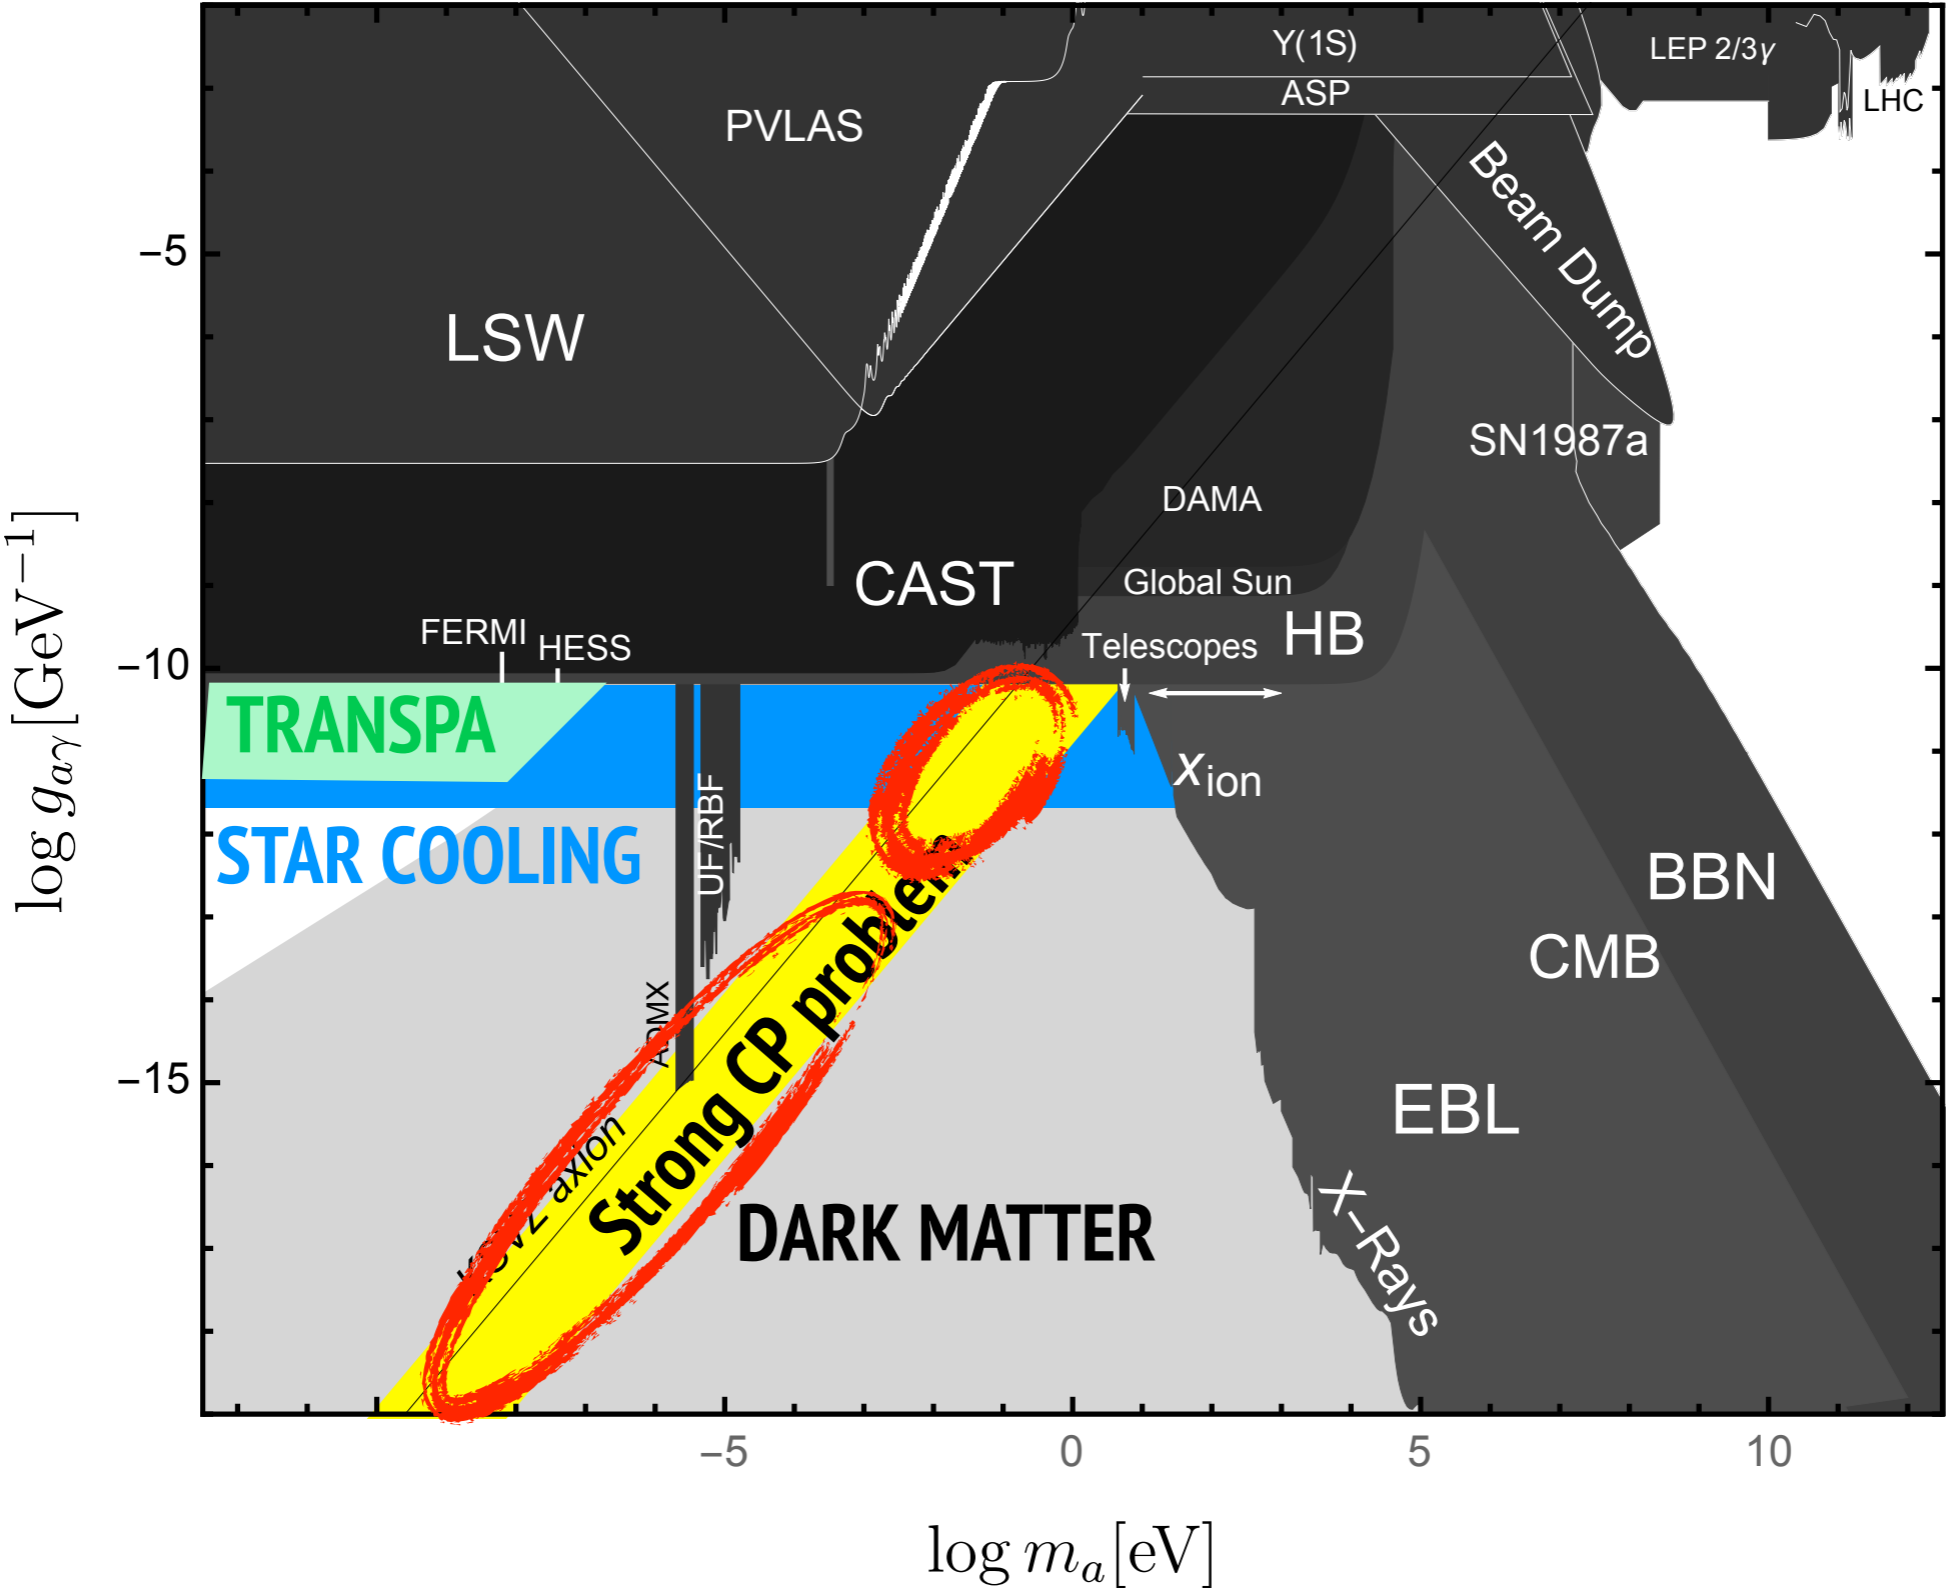 Y(1S)
LEP 2/3γ
ASP
LHC
PVLAS
Beam Dump
−5
LSW
SN1987a
DAMA
CAST
Global Sun
FERMI
HESS
Telescopes
HB
−10
TRANSPA
x_ion
UF/RBF
STAR COOLING
BBN
CMB
ADMX
Strong CP problem
−15
EBL
KSVZ axion
X−Rays
DARK MATTER
log g_{aγ} [GeV^{−1}]
−5
0
5
10
log m_a [eV]